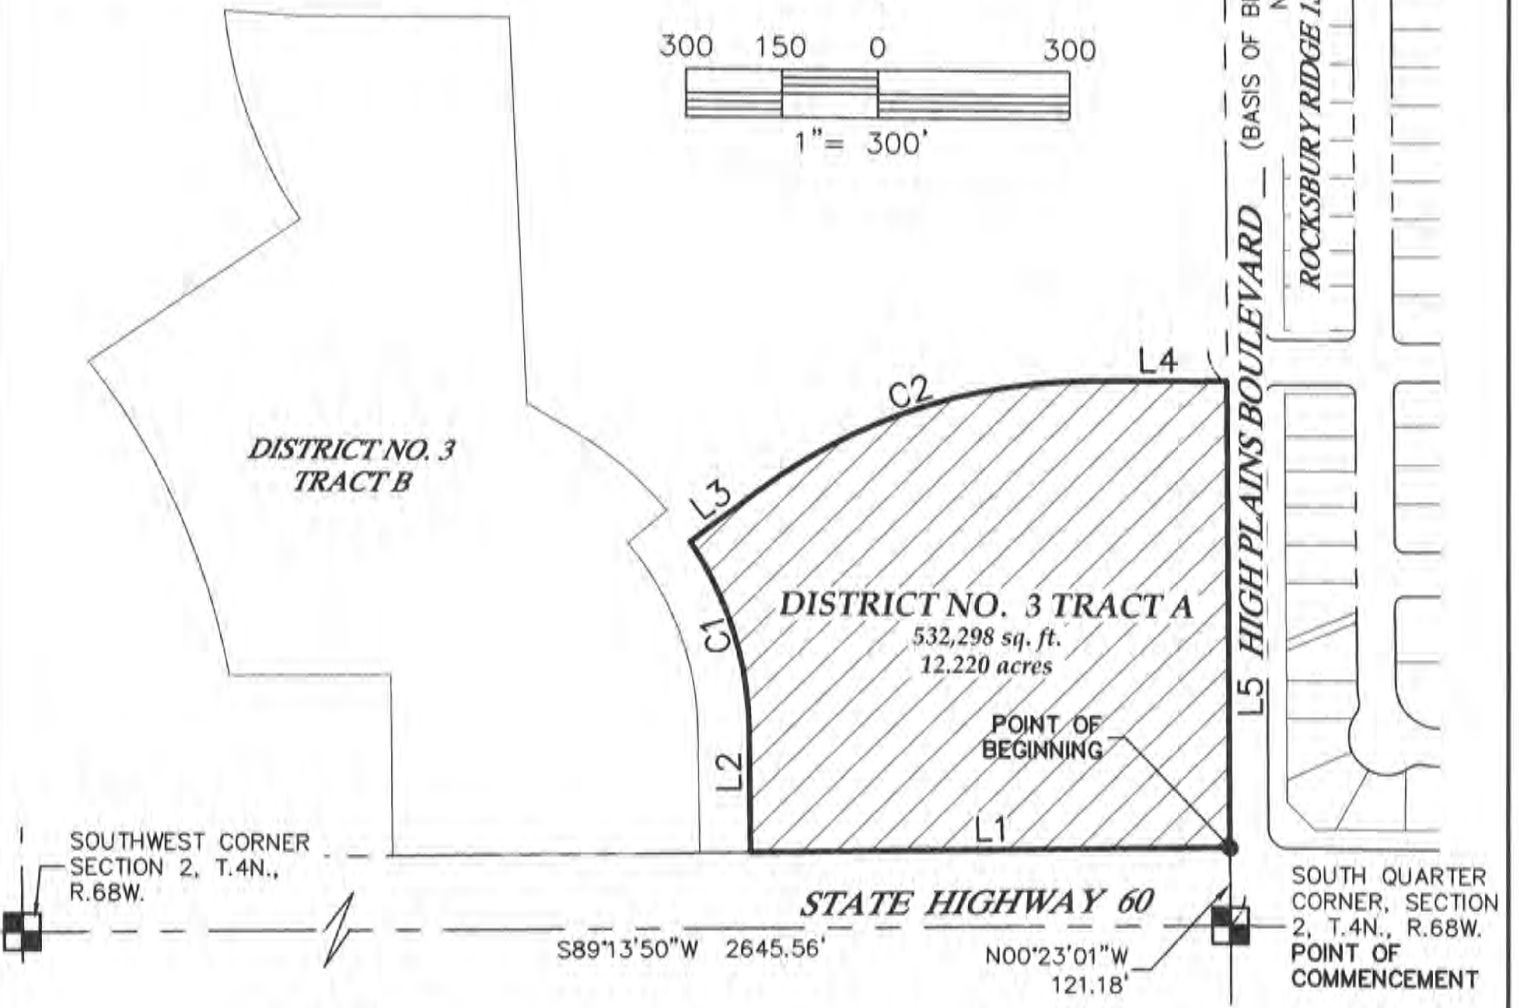 300 150 0 300
1"= 300'
(BASIS OF
ROCKSBURY RIDGE
HIGH PLAINS BOULEVARD
L4
C2
L3
DISTRICT NO. 3
TRACT B
DISTRICT NO. 3 TRACT A
532,298 sq. ft.
12.220 acres
C1
L5
POINT OF
BEGINNING
L2
L1
SOUTHWEST CORNER
SECTION 2, T.4N.,
R.68W.
STATE HIGHWAY 60
S89°13'50"W 2645.56'
N00°23'01"W
121.18'
SOUTH QUARTER
CORNER, SECTION
2, T.4N., R.68W.
POINT OF
COMMENCEMENT